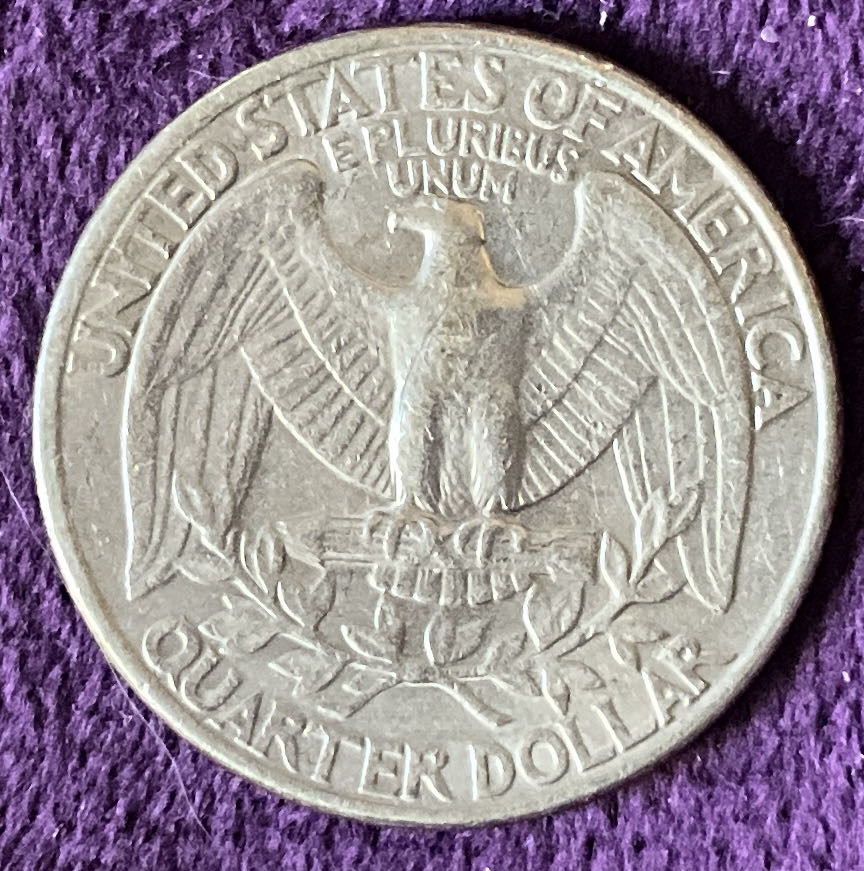 UNITED STATES OF AMERICA
E PLURIBUS
UNUM
QUARTER DOLLAR